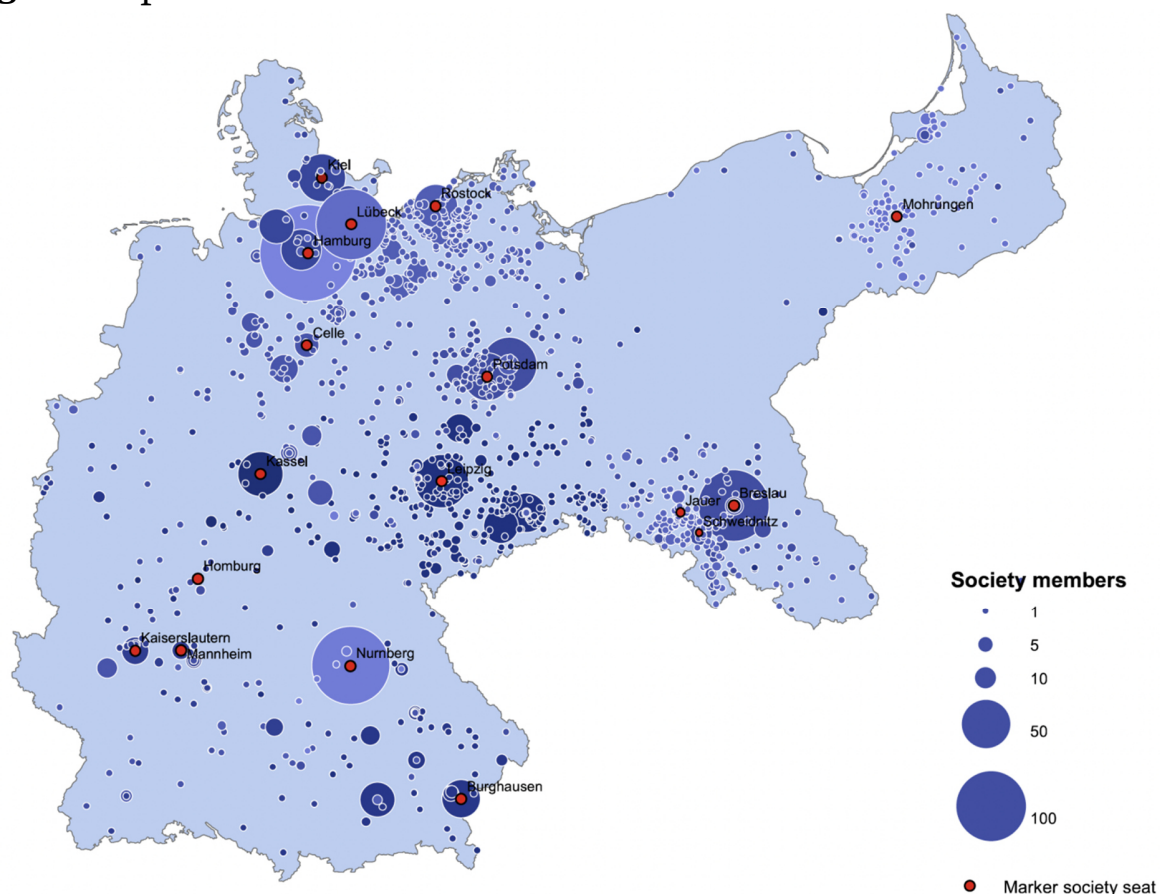 Kiel
Rostock
Lübeck
Mohrungen
Hamburg
Celle
Potsdam
Kassel
Leipzig
Breslau
Jauer
Schweidnitz
Homburg
Kaiserslautern
Mannheim
Nurnberg
Burghausen
Society members
1
5
10
50
100
Marker society seat